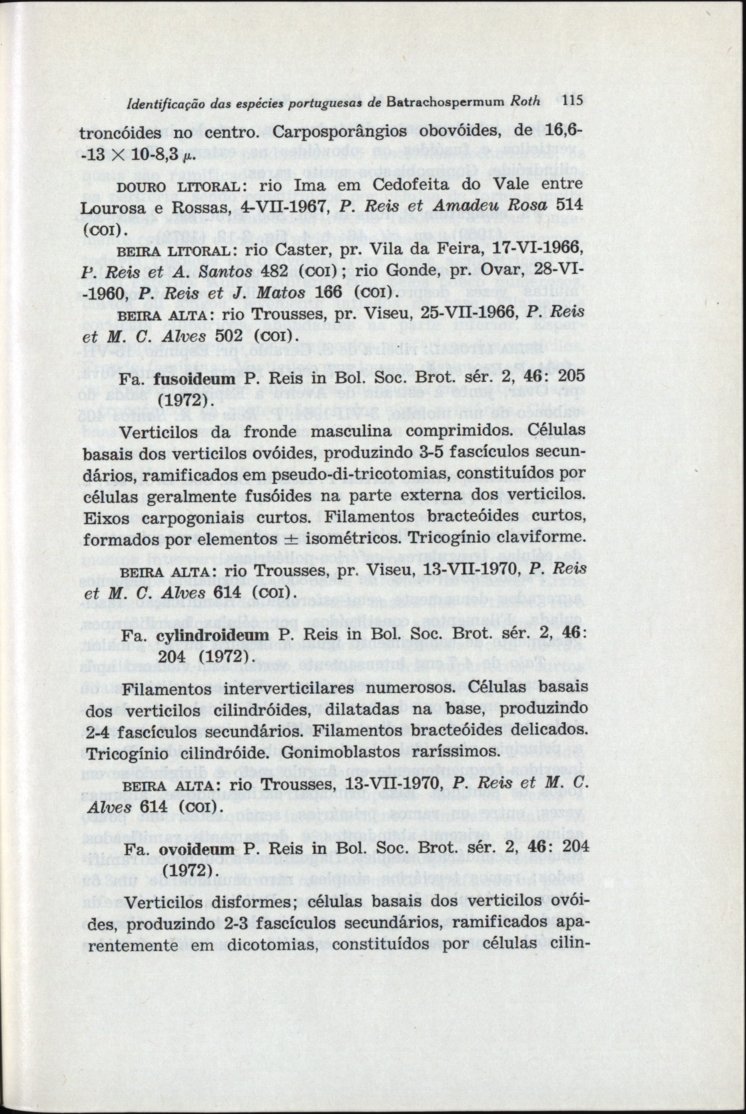 Identificação das espécies portuguesas de Batrachospermum Roth 115
troncóides no centro. Carposporângios obovóides, de 16,6-
-13 × 10-8,3 μ.
DOURO LITORAL: rio Ima em Cedofeita do Vale entre
Lourosa e Rossas, 4-VII-1967, P. Reis et Amadeu Rosa 514
(COI).
BEIRA LITORAL: rio Caster, pr. Vila da Feira, 17-VI-1966,
P. Reis et A. Santos 482 (COI); rio Gonde, pr. Ovar, 28-VI-
-1960, P. Reis et J. Matos 166 (COI).
BEIRA ALTA: rio Trousses, pr. Viseu, 25-VII-1966, P. Reis
et M. C. Alves 502 (COI).
Fa. fusoideum P. Reis in Bol. Soc. Brot. sér. 2, 46: 205
(1972).
Verticilos da fronde masculina comprimidos. Células
basais dos verticilos ovóides, produzindo 3-5 fascículos secun-
dários, ramificados em pseudo-di-tricotomias, constituídos por
células geralmente fusóides na parte externa dos verticilos.
Eixos carpogoniais curtos. Filamentos bracteóides curtos,
formados por elementos ± isométricos. Tricogínio claviforme.
BEIRA ALTA: rio Trousses, pr. Viseu, 13-VII-1970, P. Reis
et M. C. Alves 614 (COI).
Fa. cylindroideum P. Reis in Bol. Soc. Brot. sér. 2, 46:
204 (1972).
Filamentos interverticilares numerosos. Células basais
dos verticilos cilindróides, dilatadas na base, produzindo
2-4 fascículos secundários. Filamentos bracteóides delicados.
Tricogínio cilindróide. Gonimoblastos raríssimos.
BEIRA ALTA: rio Trousses, 13-VII-1970, P. Reis et M. C.
Alves 614 (COI).
Fa. ovoideum P. Reis in Bol. Soc. Brot. sér. 2, 46: 204
(1972).
Verticilos disformes; células basais dos verticilos ovói-
des, produzindo 2-3 fascículos secundários, ramificados apa-
rentemente em dicotomias, constituídos por células cilin-